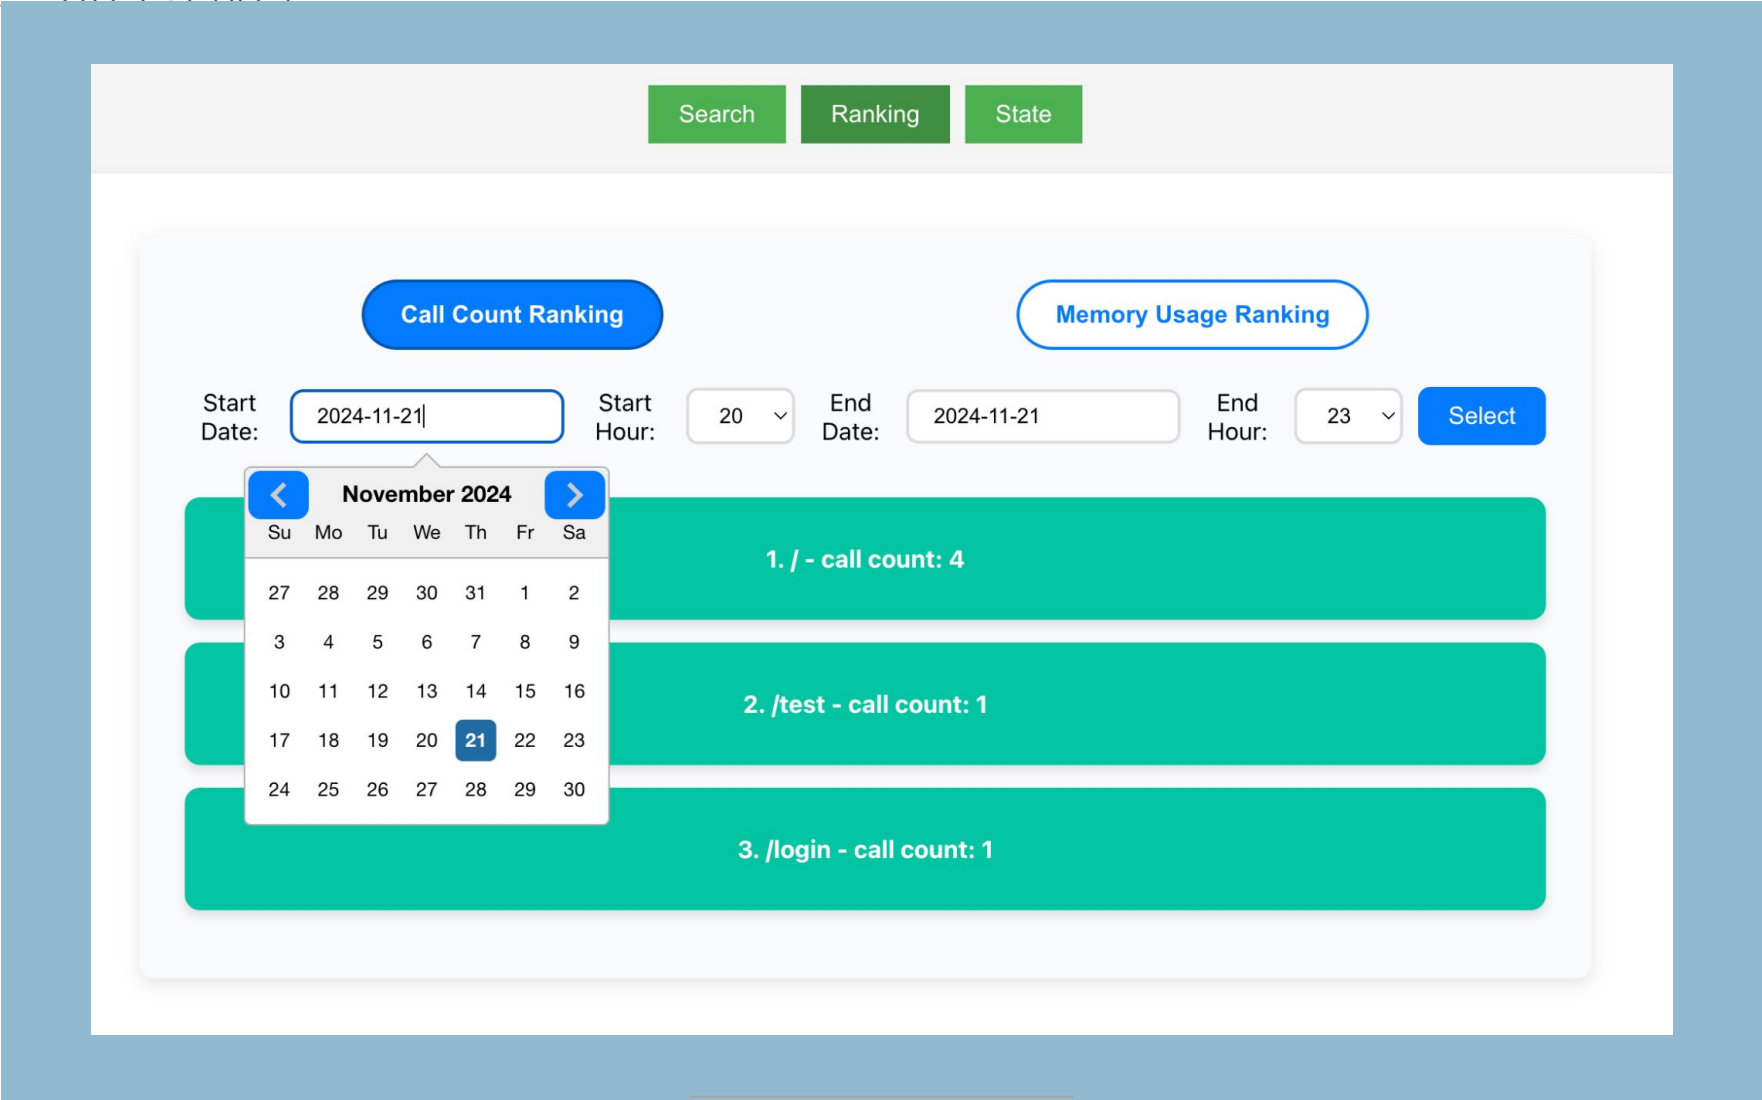 Search Ranking State
Call Count Ranking Memory Usage Ranking
Start Date: 2024-11-21 Start Hour: 20 End Date: 2024-11-21 End Hour: 23 Select
November 2024
Su Mo Tu We Th Fr Sa
27 28 29 30 31 1 2
3 4 5 6 7 8 9
10 11 12 13 14 15 16
17 18 19 20 21 22 23
24 25 26 27 28 29 30
1. / - call count: 4
2. /test - call count: 1
3. /login - call count: 1